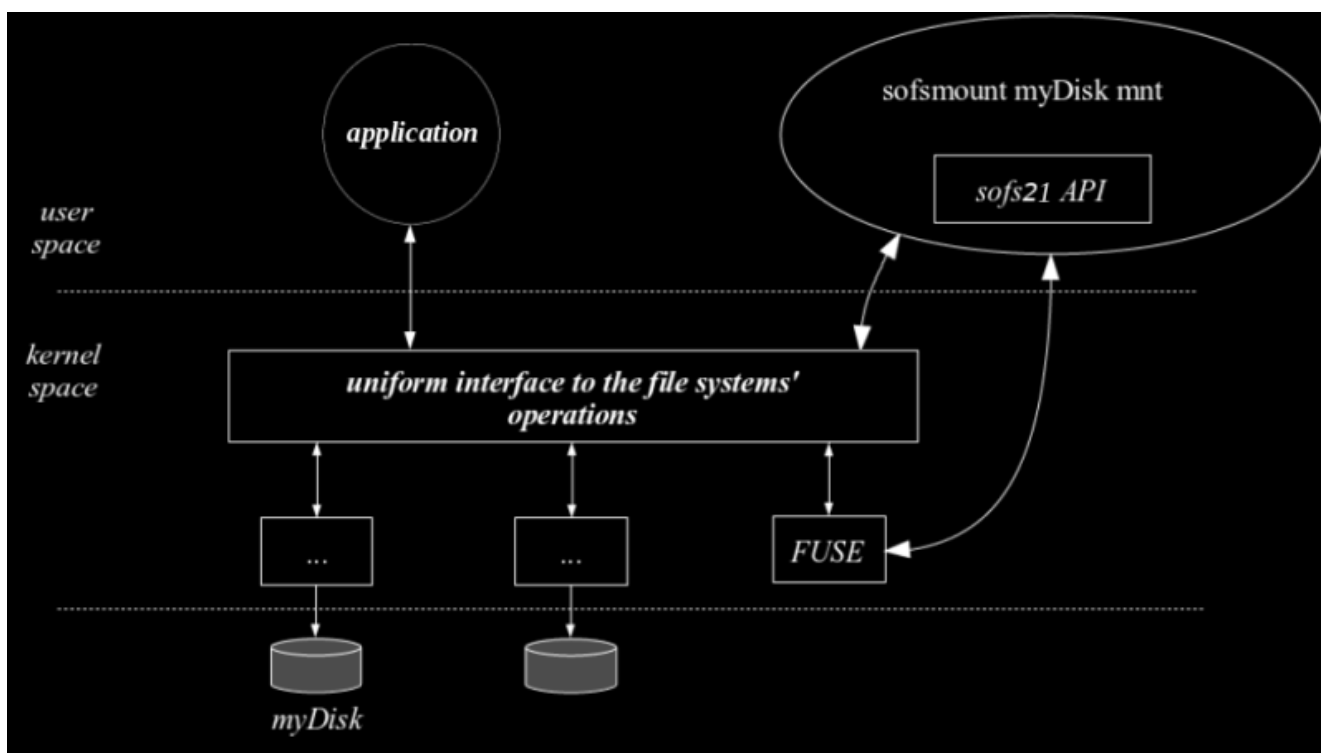 sofsmount myDisk mnt
application
sofs21 API
user
space
kernel
space
uniform interface to the file systems'
operations
...
...
FUSE
myDisk